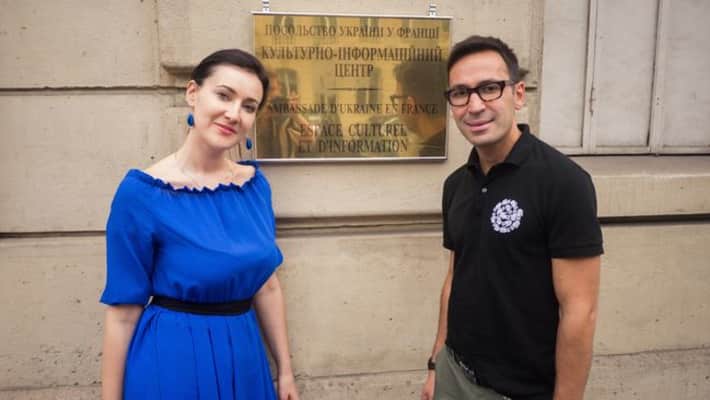 ПОСОЛЬСТВО УКРАЇНИ У ФРАНЦІЇ
КУЛЬТУРНО-ІНФОРМАЦІЙНИЙ
ЦЕНТР
AMBASSADE D'UKRAINE EN FRANCE
ESPACE CULTUREL
ET D'INFORMATION